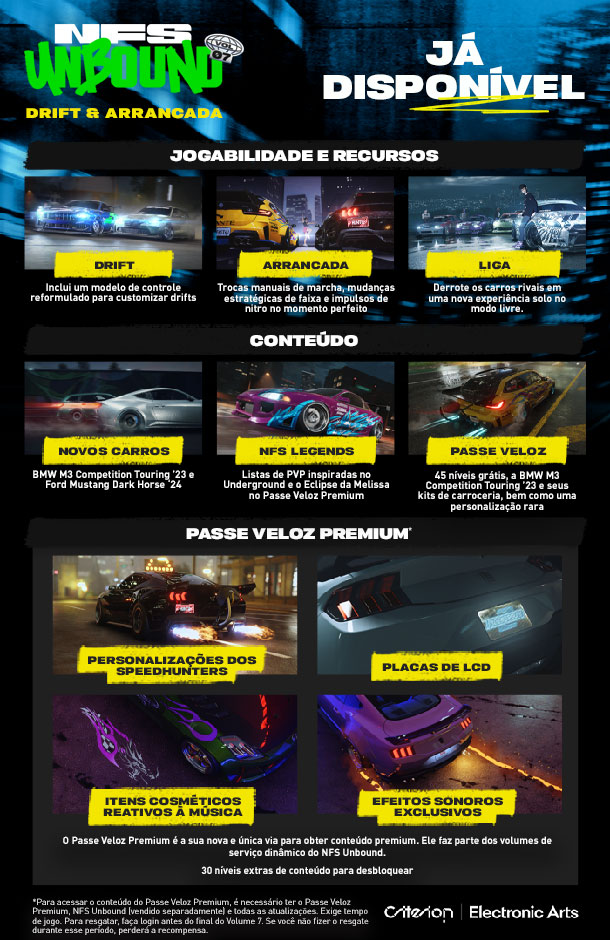 NFS
UNBOUND
VOL
07
DRIFT & ARRANCADA
JÁ
DISPONÍVEL
JOGABILIDADE E RECURSOS
DRIFT
Inclui um modelo de controle
reformulado para customizar drifts
ARRANCADA
Trocas manuais de marcha, mudanças
estratégicas de faixa e impulsos de
nitro no momento perfeito
LIGA
Derrote os carros rivais em
uma nova experiência solo no
modo livre.
CONTEÚDO
NOVOS CARROS
BMW M3 Competition Touring '23 e
Ford Mustang Dark Horse '24
NFS LEGENDS
Listas de PVP inspiradas no
Underground e o Eclipse da Melissa
no Passe Veloz Premium
PASSE VELOZ
45 níveis grátis, a BMW M3
Competition Touring '23 e seus
kits de carroceria, bem como uma
personalização rara
PASSE VELOZ PREMIUM*
PERSONALIZAÇÕES DOS
SPEEDHUNTERS
PLACAS DE LCD
ITENS COSMÉTICOS
REATIVOS À MÚSICA
EFEITOS SONOROS
EXCLUSIVOS
O Passe Veloz Premium é a sua nova e única via para obter conteúdo premium. Ele faz parte dos volumes de
serviço dinâmico do NFS Unbound.
30 níveis extras de conteúdo para desbloquear
*Para acessar o conteúdo do Passe Veloz Premium, é necessário ter o Passe Veloz
Premium, NFS Unbound (vendido separadamente) e todas as atualizações. Exige tempo
de jogo. Para resgatar, faça login antes do final do Volume 7. Se você não fizer o resgate
durante esse período, perderá a recompensa.
Criterion | Electronic Arts